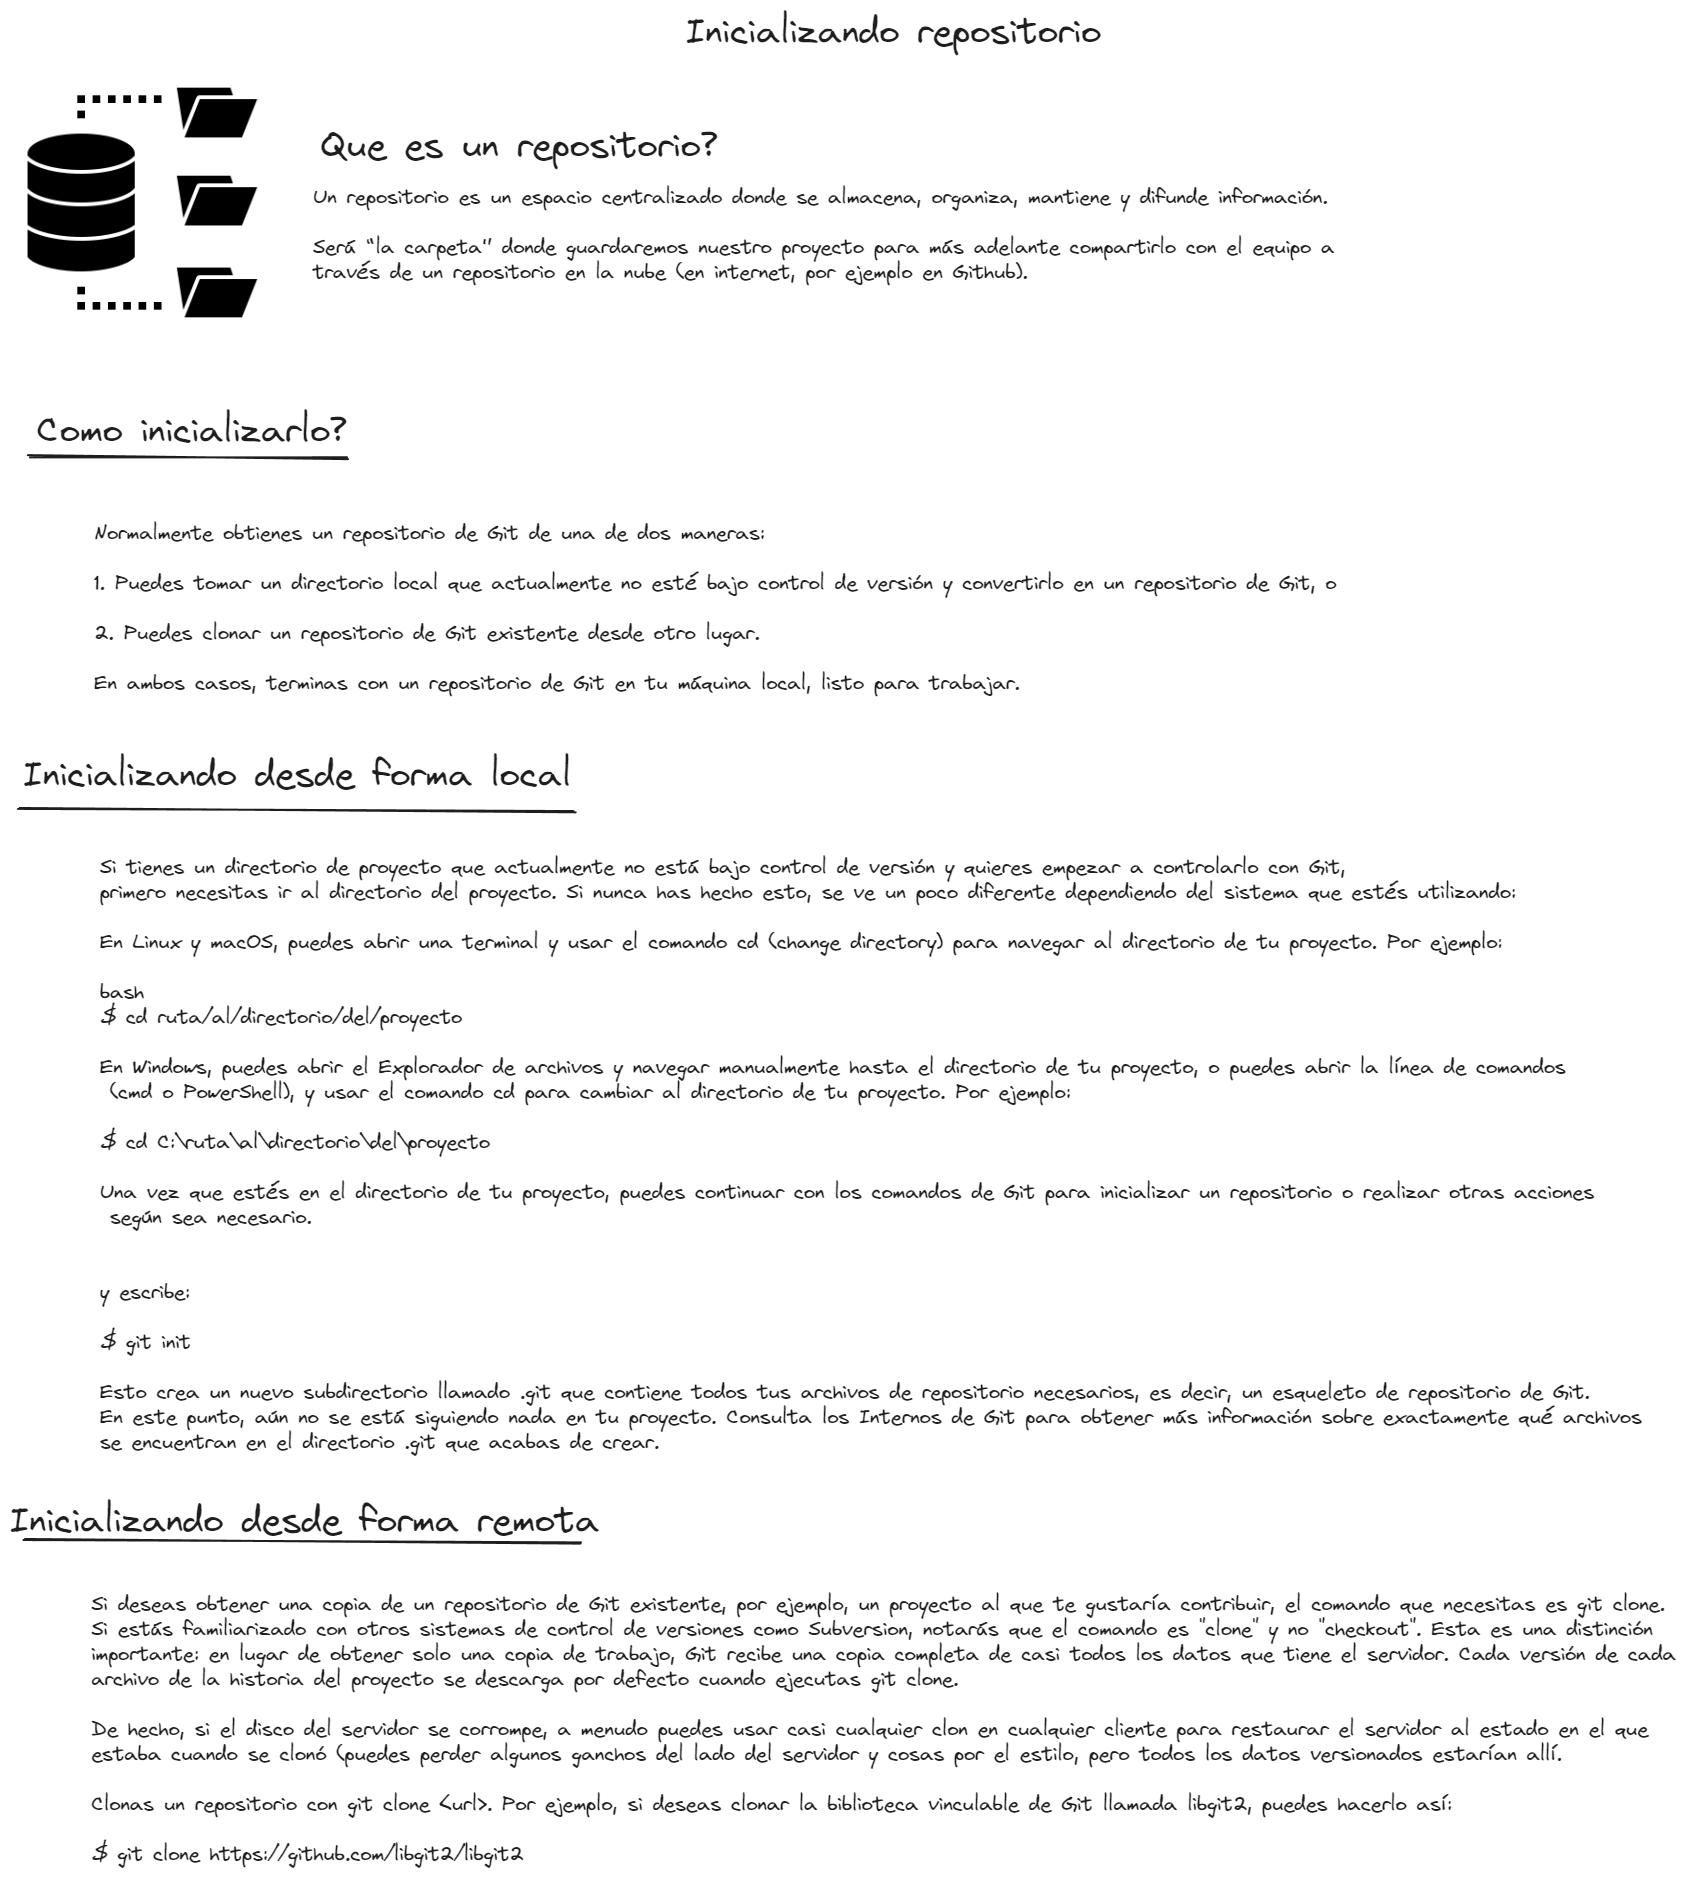 Inicializando repositorio
Que es un repositorio?
Un repositorio es un espacio centralizado donde se almacena, organiza, mantiene y difunde información.
Será “la carpeta” donde guardaremos nuestro proyecto para más adelante compartirlo con el equipo a
través de un repositorio en la nube (en internet, por ejemplo en Github).
Como inicializarlo?
Normalmente obtienes un repositorio de Git de una de dos maneras:
1. Puedes tomar un directorio local que actualmente no esté bajo control de versión y convertirlo en un repositorio de Git, o
2. Puedes clonar un repositorio de Git existente desde otro lugar.
En ambos casos, terminas con un repositorio de Git en tu máquina local, listo para trabajar.
Inicializando desde forma local
Si tienes un directorio de proyecto que actualmente no está bajo control de versión y quieres empezar a controlarlo con Git,
primero necesitas ir al directorio del proyecto. Si nunca has hecho esto, se ve un poco diferente dependiendo del sistema que estés utilizando:
En Linux y macOS, puedes abrir una terminal y usar el comando cd (change directory) para navegar al directorio de tu proyecto. Por ejemplo:
bash
$ cd ruta/al/directorio/del/proyecto
En Windows, puedes abrir el Explorador de archivos y navegar manualmente hasta el directorio de tu proyecto, o puedes abrir la línea de comandos
(cmd o PowerShell), y usar el comando cd para cambiar al directorio de tu proyecto. Por ejemplo:
$ cd C:\ruta\al\directorio\del\proyecto
Una vez que estés en el directorio de tu proyecto, puedes continuar con los comandos de Git para inicializar un repositorio o realizar otras acciones
según sea necesario.
y escribe:
$ git init
Esto crea un nuevo subdirectorio llamado .git que contiene todos tus archivos de repositorio necesarios, es decir, un esqueleto de repositorio de Git.
En este punto, aún no se está siguiendo nada en tu proyecto. Consulta los Internos de Git para obtener más información sobre exactamente qué archivos
se encuentran en el directorio .git que acabas de crear.
Inicializando desde forma remota
Si deseas obtener una copia de un repositorio de Git existente, por ejemplo, un proyecto al que te gustaría contribuir, el comando que necesitas es git clone.
Si estás familiarizado con otros sistemas de control de versiones como Subversion, notarás que el comando es "clone" y no "checkout". Esta es una distinción
importante: en lugar de obtener solo una copia de trabajo, Git recibe una copia completa de casi todos los datos que tiene el servidor. Cada versión de cada
archivo de la historia del proyecto se descarga por defecto cuando ejecutas git clone.
De hecho, si el disco del servidor se corrompe, a menudo puedes usar casi cualquier clon en cualquier cliente para restaurar el servidor al estado en el que
estaba cuando se clonó (puedes perder algunos ganchos del lado del servidor y cosas por el estilo, pero todos los datos versionados estarían allí.
Clonas un repositorio con git clone <url>. Por ejemplo, si deseas clonar la biblioteca vinculable de Git llamada libgit2, puedes hacerlo así:
$ git clone https://github.com/libgit2/libgit2